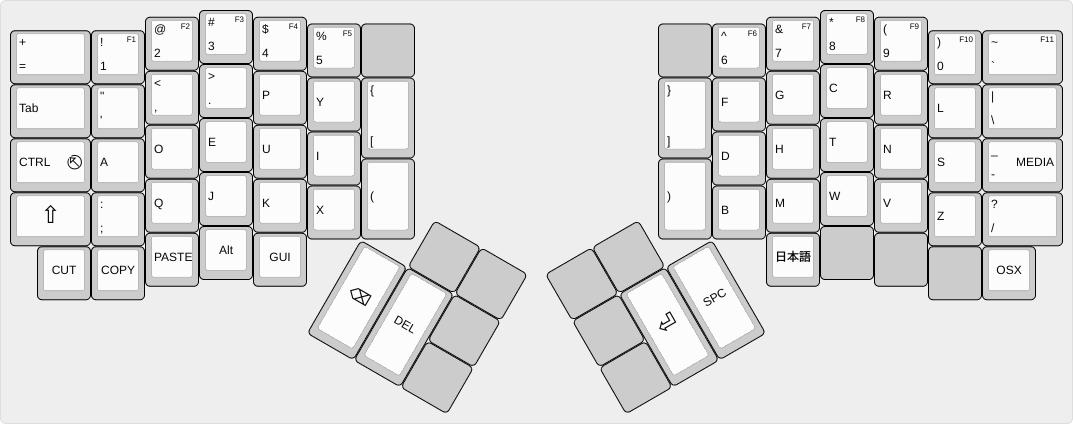 +
=
!
F1
1
@
F2
2
#
F3
3
$
F4
4
%
F5
5
^
F6
6
&
F7
7
*
F8
8
(
F9
9
)
F10
0
~
F11
`
Tab
"
'
<
,
>
.
P
Y
{
[
}
]
F
G
C
R
L
|
\
CTRL
A
O
E
U
I
D
H
T
N
S
_
MEDIA
-
⇧
:
;
Q
J
K
X
(
)
B
M
W
V
Z
?
/
CUT
COPY
PASTE
Alt
GUI
日本語
OSX
DEL
SPC